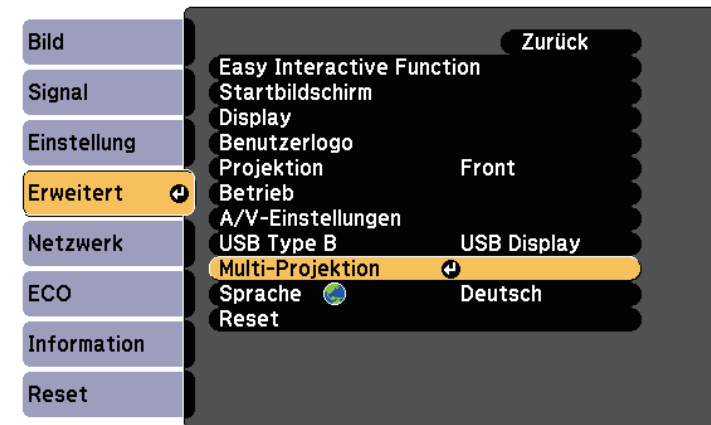 Bild
Signal
Einstellung
Erweitert
Netzwerk
ECO
Information
Reset
Zurück
Easy Interactive Function
Startbildschirm
Display
Benutzerlogo
Projektion Front
Betrieb
A/V-Einstellungen
USB Type B USB Display
Multi-Projektion
Sprache Deutsch
Reset